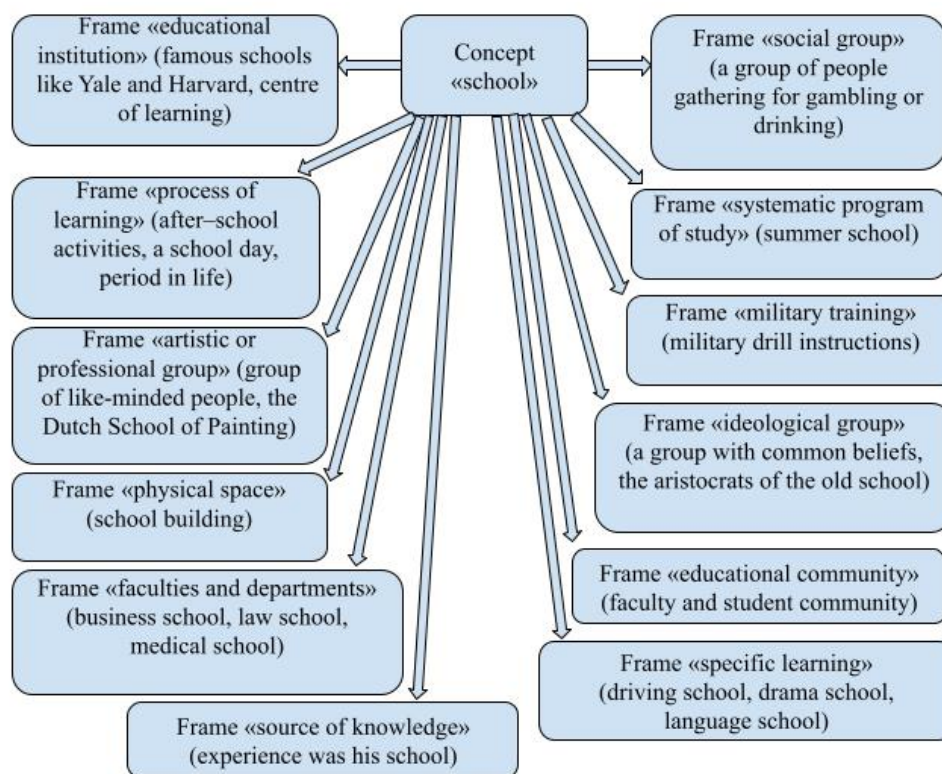 Concept
«school»
Frame «educational
institution» (famous schools
like Yale and Harvard, centre
of learning)
Frame «process of
learning» (after–school
activities, a school day,
period in life)
Frame «artistic or
professional group» (group
of like-minded people, the
Dutch School of Painting)
Frame «physical space»
(school building)
Frame «faculties and departments»
(business school, law school,
medical school)
Frame «source of knowledge»
(experience was his school)
Frame «social group»
(a group of people
gathering for gambling or
drinking)
Frame «systematic program
of study» (summer school)
Frame «military training»
(military drill instructions)
Frame «ideological group»
(a group with common beliefs,
the aristocrats of the old school)
Frame «educational community»
(faculty and student community)
Frame «specific learning»
(driving school, drama school,
language school)